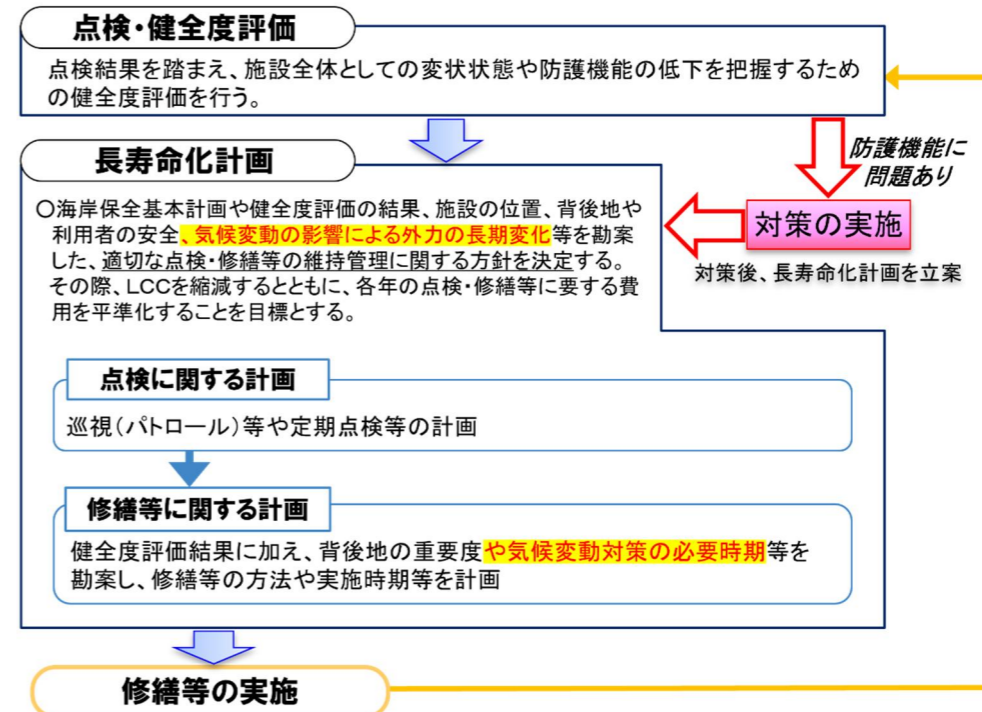 点検・健全度評価
点検結果を踏まえ、施設全体としての変状状態や防護機能の低下を把握するため
の健全度評価を行う。
防護機能に
問題あり
対策の実施
対策後、長寿命化計画を立案
長寿命化計画
〇海岸保全基本計画や健全度評価の結果、施設の位置、背後地や
利用者の安全、気候変動の影響による外力の長期変化等を勘案
した、適切な点検・修繕等の維持管理に関する方針を決定する。
その際、LCCを縮減するとともに、各年の点検・修繕等に要する費
用を平準化することを目標とする。
点検に関する計画
巡視（パトロール）等や定期点検等の計画
修繕等に関する計画
健全度評価結果に加え、背後地の重要度や気候変動対策の必要時期等を
勘案し、修繕等の方法や実施時期等を計画
修繕等の実施